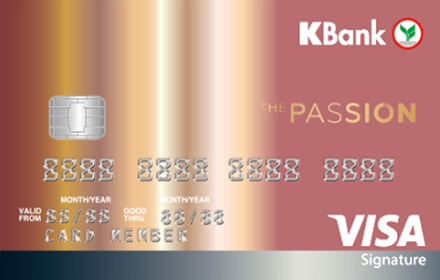 KBank
THE PASSION
8888 8888 8888 8888
MONTH/YEAR MONTH/YEAR
VALID FROM 88/88 GOOD THRU 88/88
CARD MEMBER
VISA
Signature